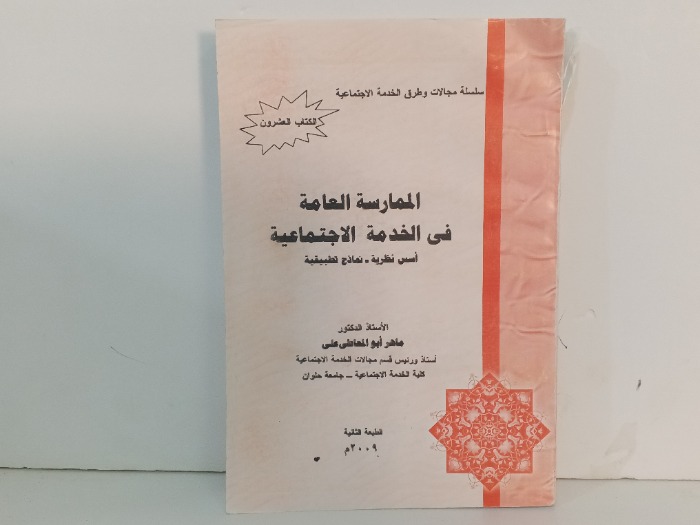 سلسلة مجالات وطرق الخدمة الاجتماعية
الكتاب العشرون
الممارسة العامة
فى الخدمة الاجتماعية
أسس نظرية - نماذج تطبيقية
الأستاذ الدكتور
ماهر أبو المعاطى على
أستاذ ورئيس قسم مجالات الخدمة الاجتماعية
كلية الخدمة الاجتماعية – جامعة حلوان
الطبعة الثانية
٢٠٠٩م